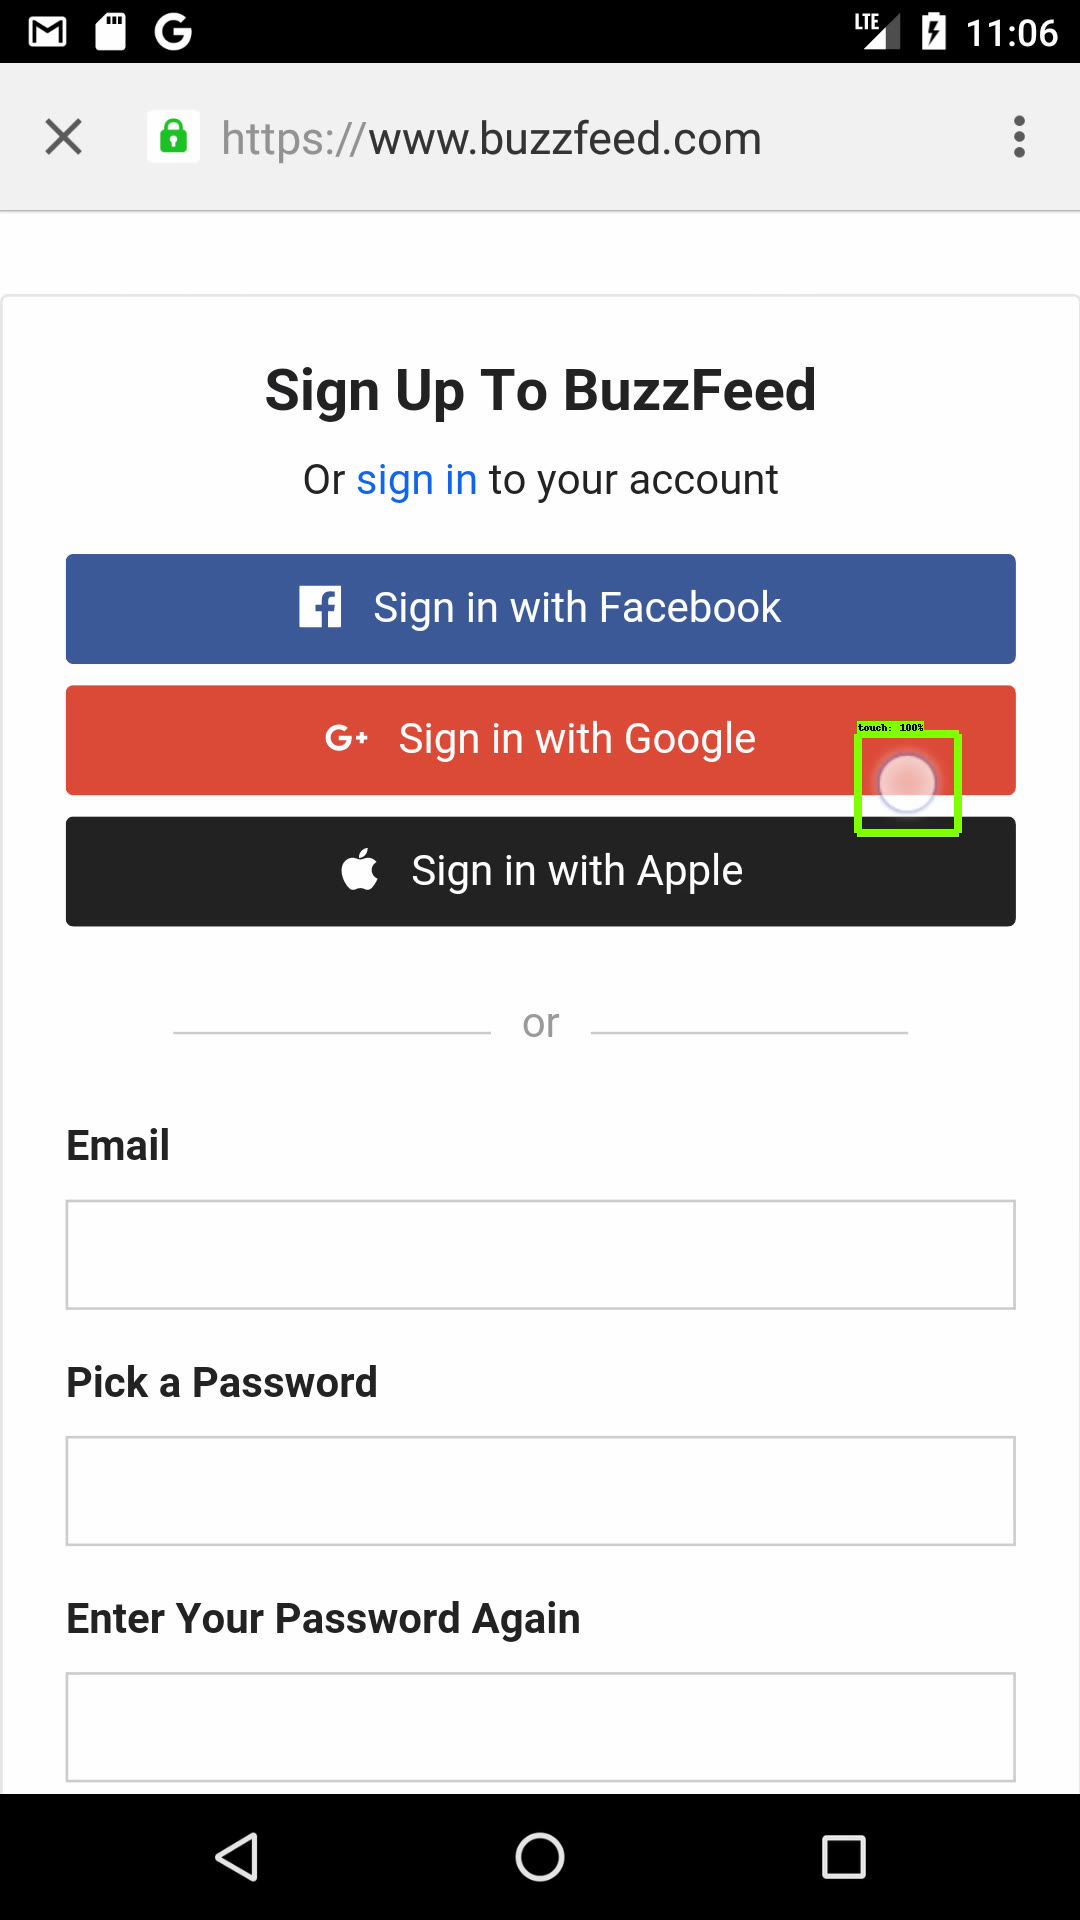 LTE 11:06
https://www.buzzfeed.com
Sign Up To BuzzFeed
Or sign in to your account
Sign in with Facebook
G+ Sign in with Google
touch: 100%
Sign in with Apple
or
Email
Pick a Password
Enter Your Password Again